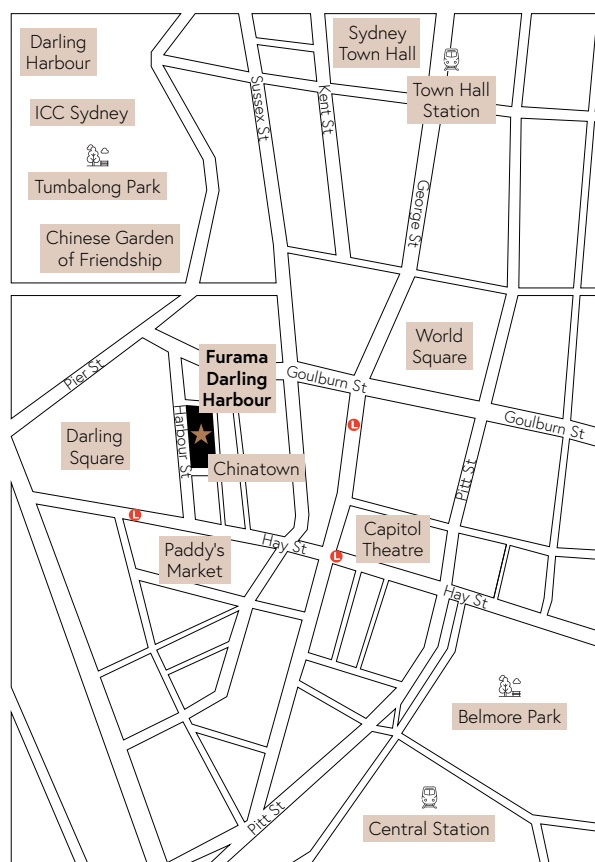 Darling
Harbour
Sydney
Town Hall
Town Hall
Station
ICC Sydney
Sussex St
Kent St
Tumbalong Park
George St
Chinese Garden
of Friendship
World
Square
Pier St
Furama
Darling
Harbour
Goulburn St
Goulburn St
Harbour St
Darling
Square
Chinatown
L
Pitt St
L
Hay St
Capitol
Theatre
Paddy's
Market
L
Hay St
Belmore Park
Pitt St
Central Station